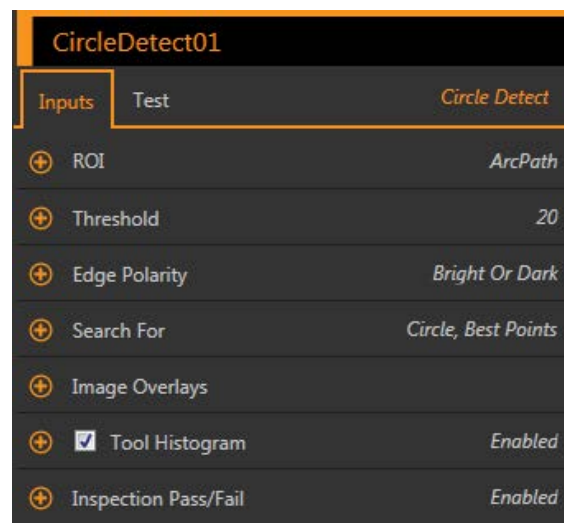 CircleDetect01
Inputs Test Circle Detect
ROI ArcPath
Threshold 20
Edge Polarity Bright Or Dark
Search For Circle, Best Points
Image Overlays
Tool Histogram Enabled
Inspection Pass/Fail Enabled